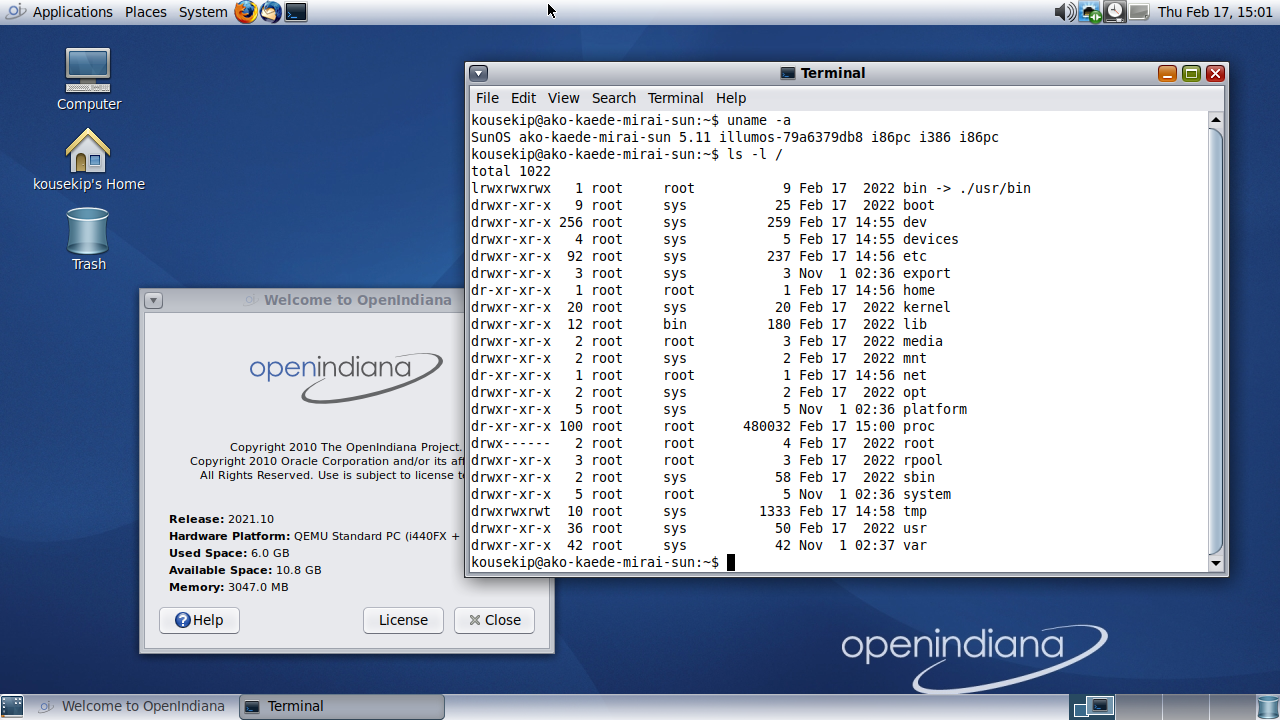 Applications Places System Thu Feb 17, 15:01
Computer
kousekip's Home
Trash
Terminal
File Edit View Search Terminal Help
kousekip@ako-kaede-mirai-sun:~$ uname -a
SunOS ako-kaede-mirai-sun 5.11 illumos-79a6379db8 i86pc i386 i86pc
kousekip@ako-kaede-mirai-sun:~$ ls -l /
total 1022
lrwxrwxrwx   1 root     root           9 Feb 17  2022 bin -> ./usr/bin
drwxr-xr-x   9 root     sys           25 Feb 17  2022 boot
drwxr-xr-x 256 root     sys          259 Feb 17 14:55 dev
drwxr-xr-x   4 root     sys            5 Feb 17 14:55 devices
drwxr-xr-x  92 root     sys          237 Feb 17 14:56 etc
drwxr-xr-x   3 root     sys            3 Nov  1 02:36 export
dr-xr-xr-x   1 root     root           1 Feb 17 14:56 home
drwxr-xr-x  20 root     sys           20 Feb 17  2022 kernel
drwxr-xr-x  12 root     bin          180 Feb 17  2022 lib
drwxr-xr-x   2 root     root           3 Feb 17  2022 media
drwxr-xr-x   2 root     sys            2 Feb 17  2022 mnt
dr-xr-xr-x   1 root     root           1 Feb 17 14:56 net
drwxr-xr-x   2 root     sys            2 Feb 17  2022 opt
drwxr-xr-x   5 root     sys            5 Nov  1 02:36 platform
dr-xr-xr-x 100 root     root      480032 Feb 17 15:00 proc
drwx------   2 root     root           4 Feb 17  2022 root
drwxr-xr-x   3 root     root           3 Feb 17  2022 rpool
drwxr-xr-x   2 root     sys           58 Feb 17  2022 sbin
drwxr-xr-x   5 root     root           5 Nov  1 02:36 system
drwxrwxrwt  10 root     sys         1333 Feb 17 14:58 tmp
drwxr-xr-x  36 root     sys           50 Feb 17  2022 usr
drwxr-xr-x  42 root     sys           42 Nov  1 02:37 var
kousekip@ako-kaede-mirai-sun:~$
Welcome to OpenIndiana
openindiana
Copyright 2010 The OpenIndiana Project.
Copyright 2010 Oracle Corporation and/or its
All Rights Reserved. Use is subject to license
Release: 2021.10
Hardware Platform: QEMU Standard PC (i440FX +
Used Space: 6.0 GB
Available Space: 10.8 GB
Memory: 3047.0 MB
Help License Close
openindiana
Welcome to OpenIndiana Terminal